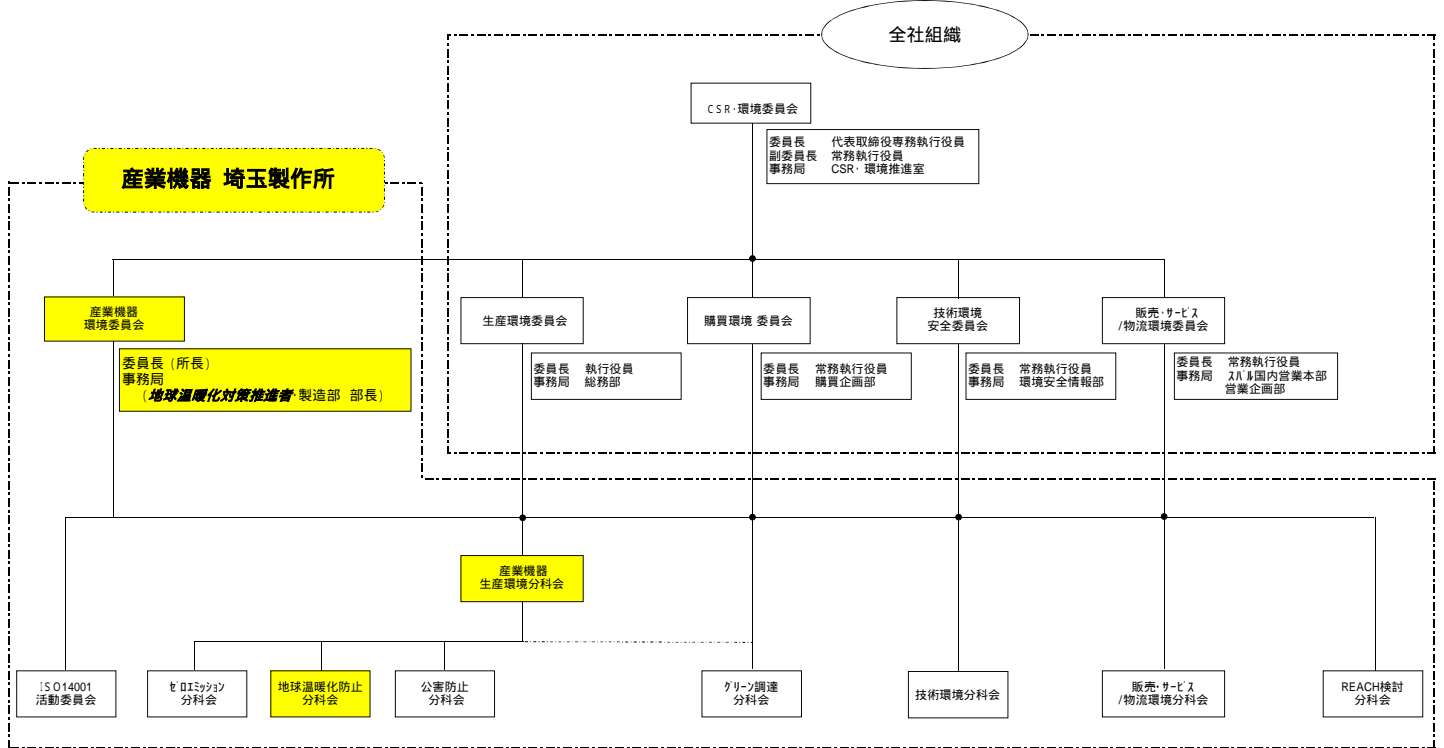 全社組織
CSR･環境委員会
委員長 代表取締役専務執行役員
副委員長 常務執行役員
事務局 CSR･環境推進室
産業機器 埼玉製作所
産業機器
環境委員会
委員長 (所長)
事務局
(地球温暖化対策推進者･製造部 部長)
生産環境委員会
委員長 執行役員
事務局 総務部
購買環境 委員会
委員長 常務執行役員
事務局 購買企画部
技術環境
安全委員会
委員長 常務執行役員
事務局 環境安全情報部
販売･ｻｰﾋﾞｽ
/物流環境委員会
委員長 常務執行役員
事務局 ｽﾊﾞﾙ国内営業本部
営業企画部
産業機器
生産環境分科会
ISO14001
活動委員会
ｾﾞﾛｴﾐｯｼｮﾝ
分科会
地球温暖化防止
分科会
公害防止
分科会
ｸﾞﾘｰﾝ調達
分科会
技術環境分科会
販売･ｻｰﾋﾞｽ
/物流環境分科会
REACH検討
分科会